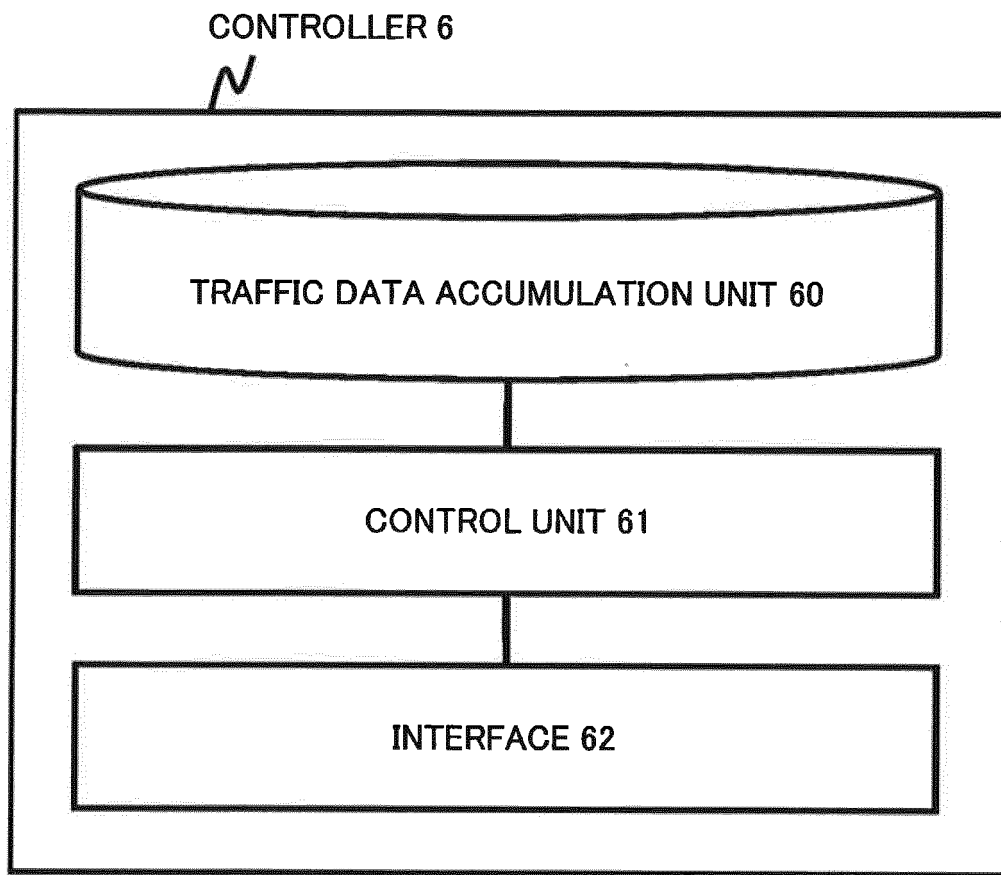 CONTROLLER 6
TRAFFIC DATA ACCUMULATION UNIT 60
CONTROL UNIT 61
INTERFACE 62